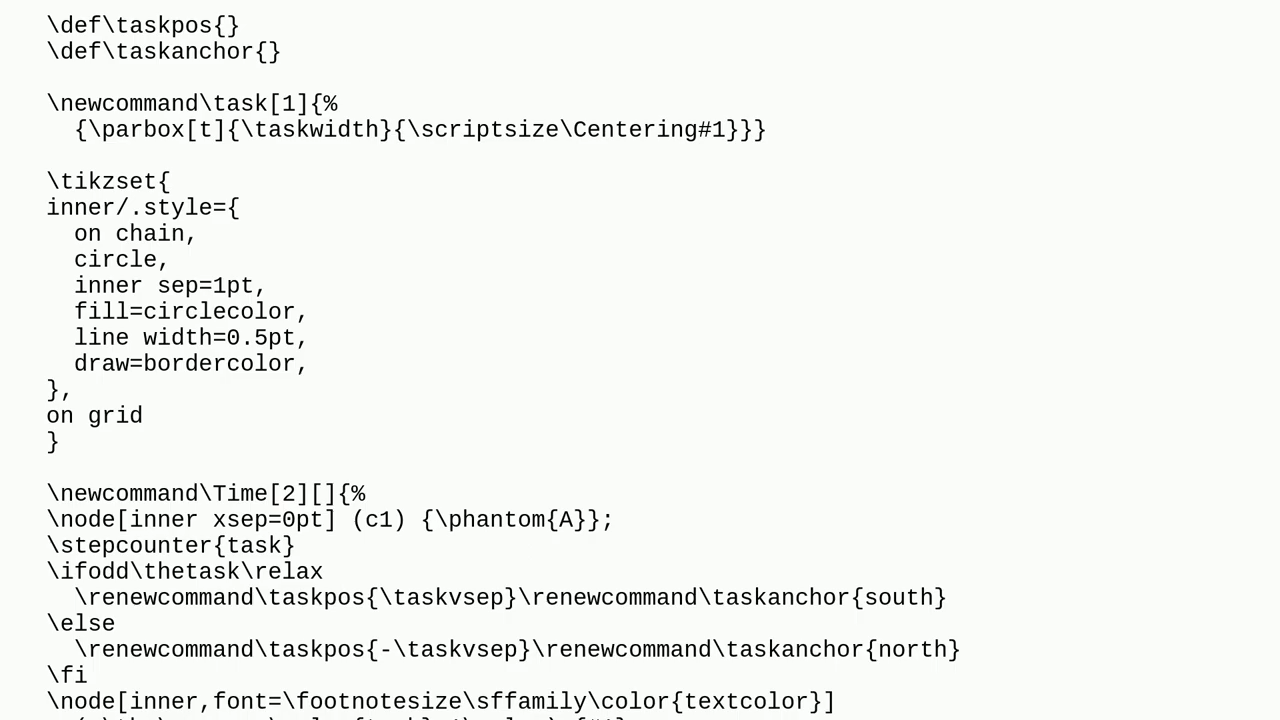 \def\taskpos{}
\def\taskanchor{}
\newcommand\task[1]{%
{\parbox[t]{\taskwidth}{\scriptsize\Centering#1}}}
\tikzset{
inner/.style={
on chain,
circle,
inner sep=1pt,
fill=circlecolor,
line width=0.5pt,
draw=bordercolor,
},
on grid
}
\newcommand\Time[2][]{%
\node[inner xsep=0pt] (c1) {\phantom{A}};
\stepcounter{task}
\ifodd\thetask\relax
\renewcommand\taskpos{\taskvsep}\renewcommand\taskanchor{south}
\else
\renewcommand\taskpos{-\taskvsep}\renewcommand\taskanchor{north}
\fi
\node[inner,font=\footnotesize\sffamily\color{textcolor}]